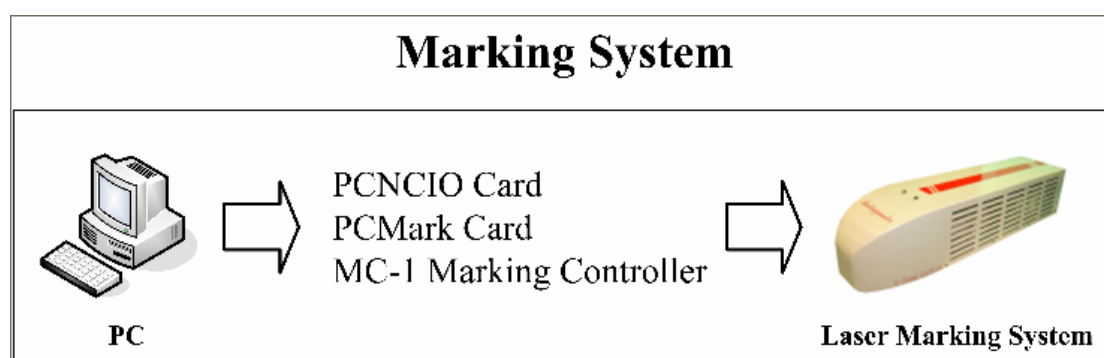 Marking System
PCNCIO Card
PCMark Card
MC-1 Marking Controller
PC
Laser Marking System